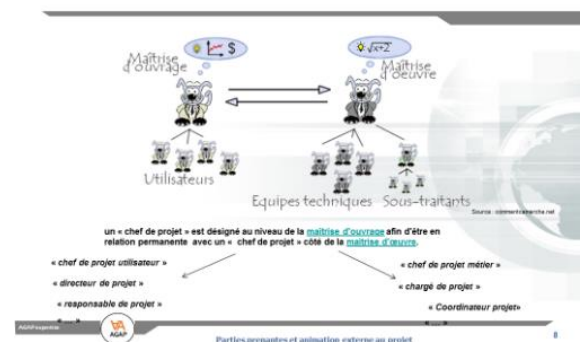 $
√x+2
Maîtrise
d'ouvrage
Maîtrise
d'oeuvre
Utilisateurs
Equipes techniques
Sous-traitants
Source : commentcamarche.net
un « chef de projet » est désigné au niveau de la maîtrise d'ouvrage afin d'être en
relation permanente avec un « chef de projet » côté de la maîtrise d'œuvre.
« chef de projet utilisateur »
« directeur de projet »
« responsable de projet »
« .... »
« chef de projet métier »
« chargé de projet »
« Coordinateur projet»
« .... »
AGAP expertise
AGAP
Parties prenantes et animation externe au projet
8